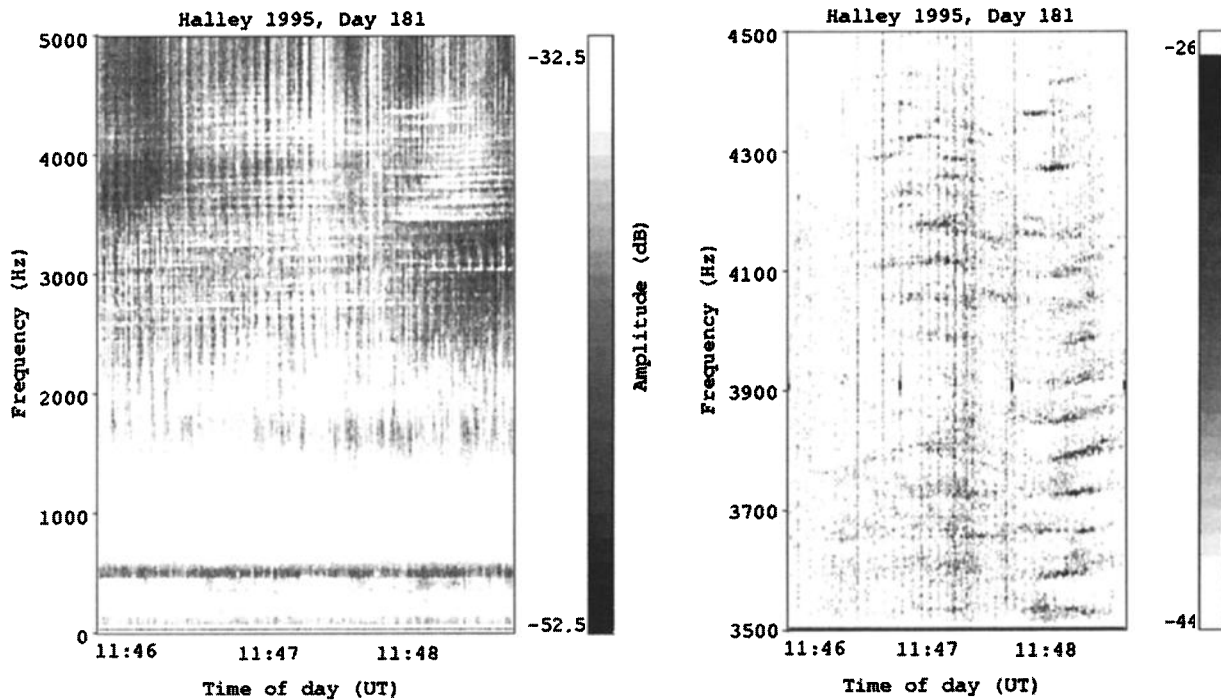 Halley 1995, Day 181
5000
4000
3000
2000
1000
0
Frequency (Hz)
11:46 11:47 11:48
Time of day (UT)
-32.5
-52.5
Amplitude (dB)
Halley 1995, Day 181
4500
4300
4100
3900
3700
3500
Frequency (Hz)
11:46 11:47 11:48
Time of day (UT)
-26
-44